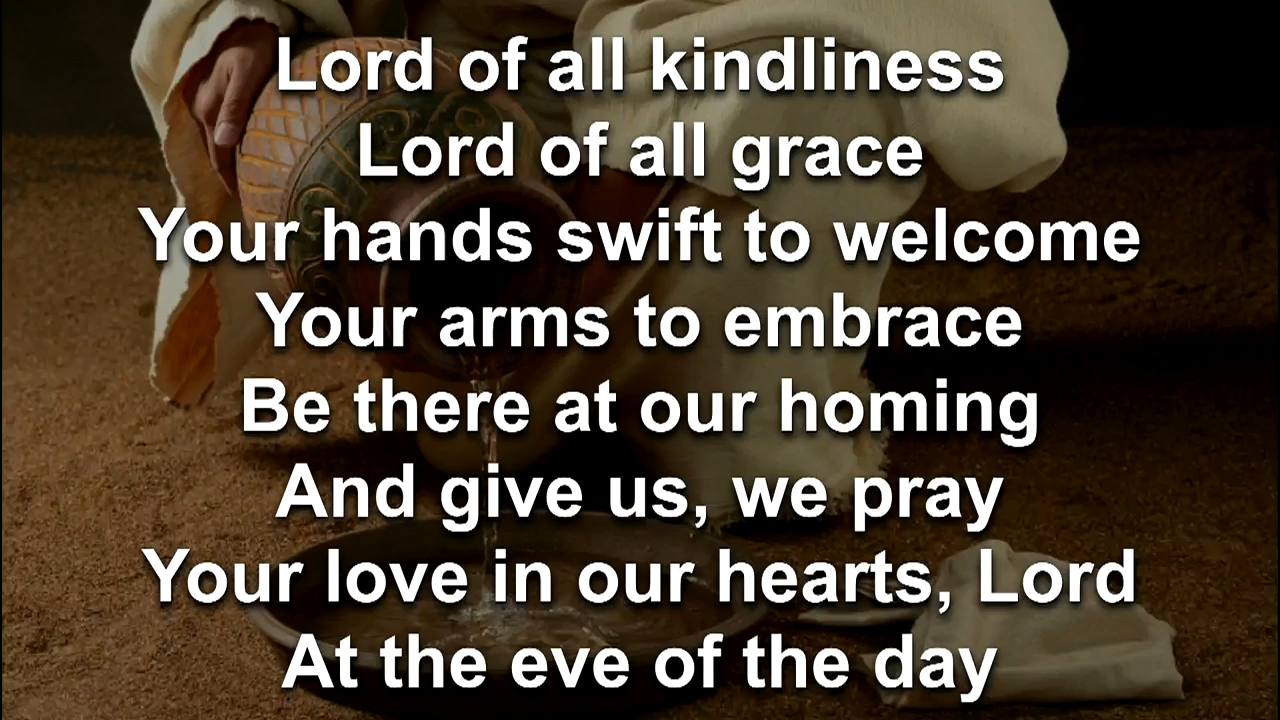 Lord of all kindliness
Lord of all grace
Your hands swift to welcome
Your arms to embrace
Be there at our homing
And give us, we pray
Your love in our hearts, Lord
At the eve of the day